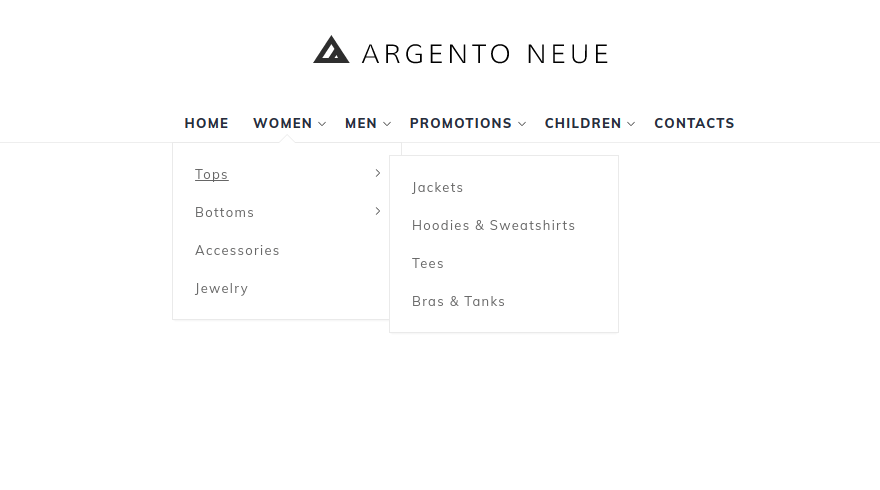 ARGENTO NEUE
HOME WOMEN MEN PROMOTIONS CHILDREN CONTACTS
Tops
Bottoms
Accessories
Jewelry
Jackets
Hoodies & Sweatshirts
Tees
Bras & Tanks